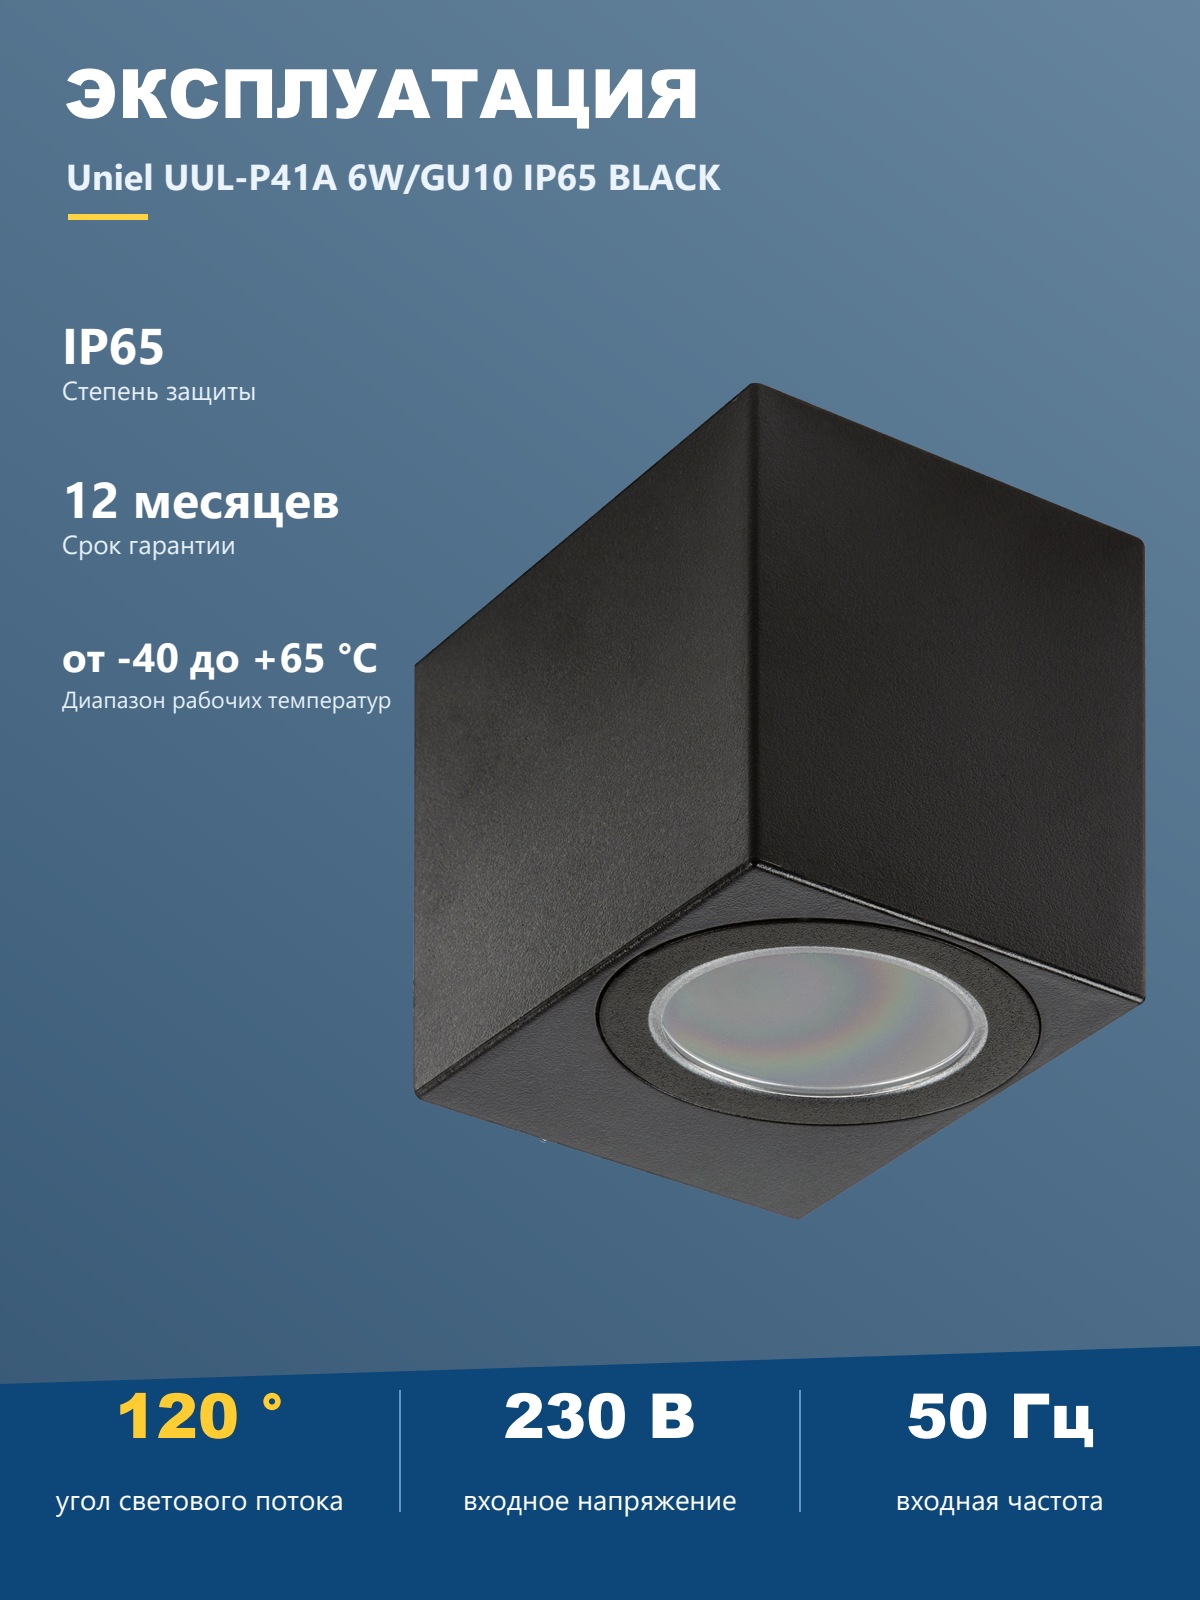 ЭКСПЛУАТАЦИЯ
Uniel UUL-P41A 6W/GU10 IP65 BLACK
IP65
Степень защиты
12 месяцев
Срок гарантии
от -40 до +65 °C
Диапазон рабочих температур
120 °
угол светового потока
230 В
входное напряжение
50 Гц
входная частота